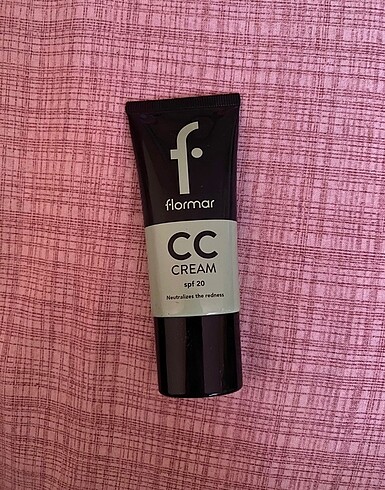 f
flormar
CC
CREAM
spf 20
Neutralizes the redness